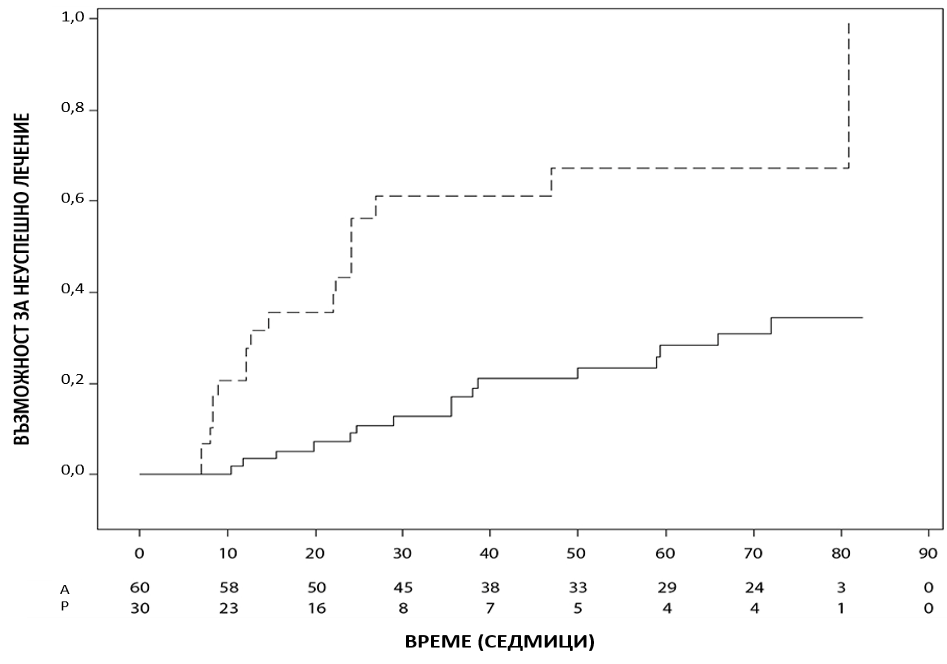 ВЪЗМОЖНОСТ ЗА НЕУСПЕШНО ЛЕЧЕНИЕ
1,0
0,8
0,6
0,4
0,2
0,0
0 10 20 30 40 50 60 70 80 90
А 60 58 50 45 38 33 29 24 3 0
Р 30 23 16 8 7 5 4 4 1 0
ВРЕМЕ (СЕДМИЦИ)